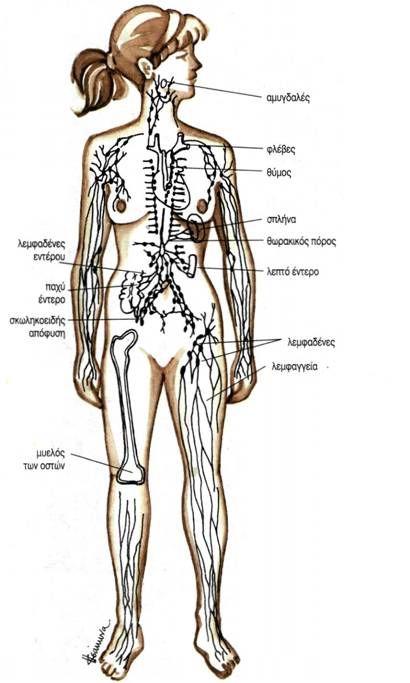 αμυγδαλές
φλέβες
θύμος
σπλήνα
θωρακικός πόρος
λεπτό έντερο
λεμφαδένες
εντέρου
παχύ
έντερο
σκωληκοειδής
απόφυση
λεμφαδένες
λεμφαγγεία
μυελός
των οστών